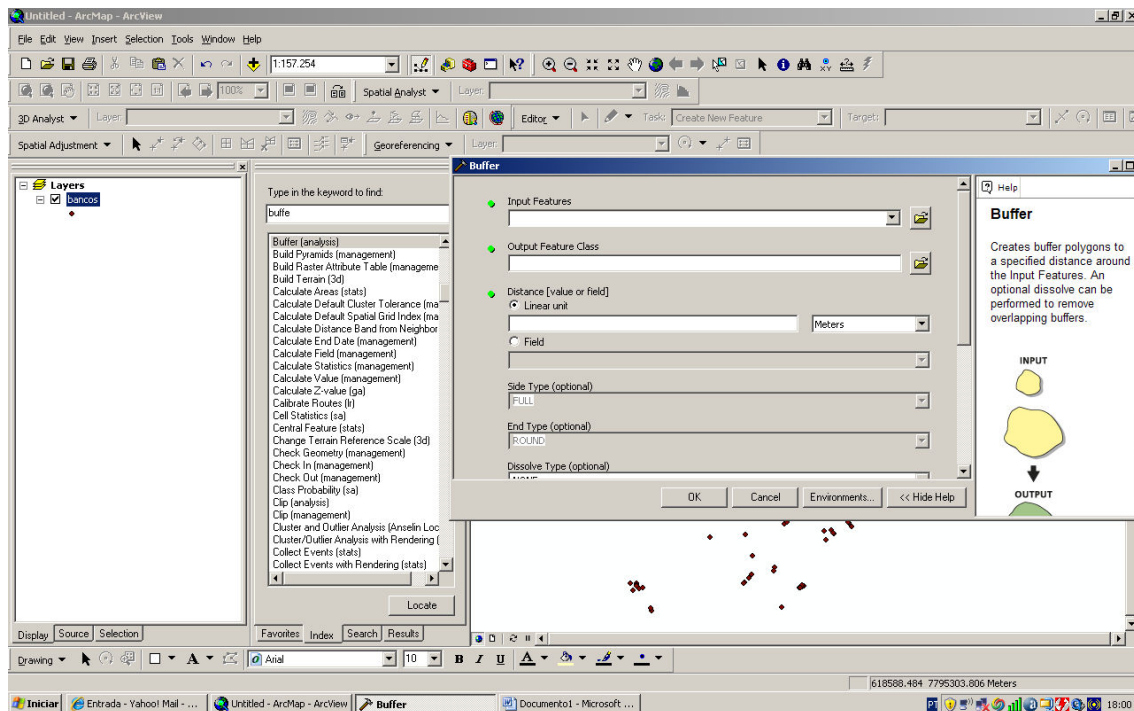 Untitled - ArcMap - ArcView
File Edit View Insert Selection Tools Window Help
1:157.254
100% Spatial Analyst Layer:
3D Analyst Layer: Editor Task: Create New Feature Target:
Spatial Adjustment Georeferencing Layer:
Layers
bancos
Type in the keyword to find:
buffe
Buffer (analysis)
Build Pyramids (management)
Build Raster Attribute Table (manageme
Build Terrain (3d)
Calculate Areas (stats)
Calculate Default Cluster Tolerance (ma
Calculate Default Spatial Grid Index (ma
Calculate Distance Band from Neighbor
Calculate End Date (management)
Calculate Field (management)
Calculate Statistics (management)
Calculate Value (management)
Calculate Z-value (ga)
Calibrate Routes (lr)
Cell Statistics (sa)
Central Feature (stats)
Change Terrain Reference Scale (3d)
Check Geometry (management)
Check In (management)
Check Out (management)
Class Probability (sa)
Clip (analysis)
Clip (management)
Cluster and Outlier Analysis (Anselin Loc
Cluster/Outlier Analysis with Rendering (
Collect Events (stats)
Collect Events with Rendering (stats)
Locate
Favorites Index Search Results
Display Source Selection
Buffer
Input Features
Output Feature Class
Distance [value or field]
Linear unit
Meters
Field
Side Type (optional)
FULL
End Type (optional)
ROUND
Dissolve Type (optional)
NONE
OK Cancel Environments... << Hide Help
Help
Buffer
Creates buffer polygons to
a specified distance around
the Input Features. An
optional dissolve can be
performed to remove
overlapping buffers.
INPUT
OUTPUT
Drawing A Arial 10 B I U A
618588.484 7795303.806 Meters
Iniciar Entrada - Yahoo! Mail - ... Untitled - ArcMap - ArcView Buffer Documento1 - Microsoft ... PT 18:00